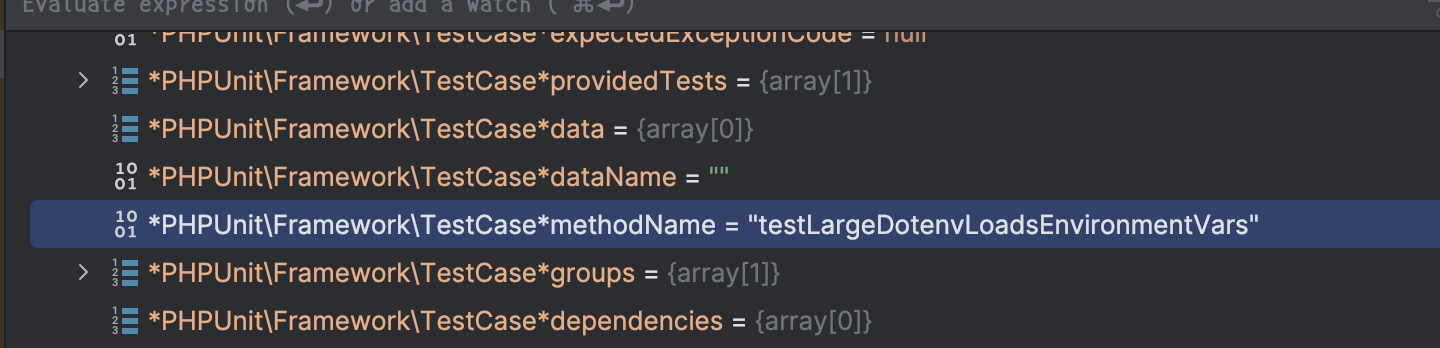 Evaluate expression (↩) or add a watch (⌘↩)
*PHPUnit\Framework\TestCase*expectedExceptionCode = null
*PHPUnit\Framework\TestCase*providedTests = {array[1]}
*PHPUnit\Framework\TestCase*data = {array[0]}
*PHPUnit\Framework\TestCase*dataName = ""
*PHPUnit\Framework\TestCase*methodName = "testLargeDotenvLoadsEnvironmentVars"
*PHPUnit\Framework\TestCase*groups = {array[1]}
*PHPUnit\Framework\TestCase*dependencies = {array[0]}